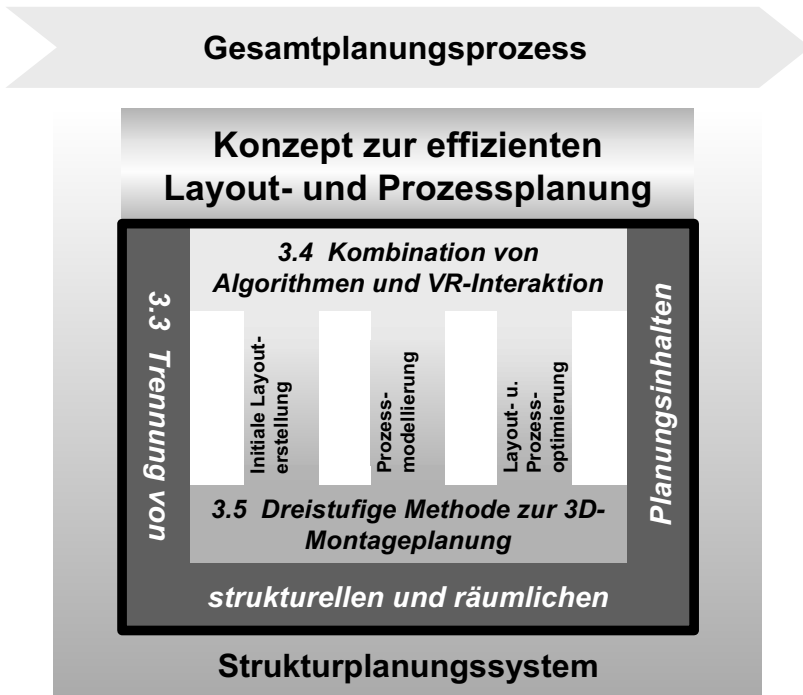 Gesamtplanungsprozess
Konzept zur effizienten
Layout- und Prozessplanung
3.4 Kombination von
Algorithmen und VR-Interaktion
3.3 Trennung von
Initiale Layout-
erstellung
Prozess-
modellierung
Layout- u.
Prozess-
optimierung
3.5 Dreistufige Methode zur 3D-
Montageplanung
strukturellen und räumlichen
Planungsinhalten
Strukturplanungssystem